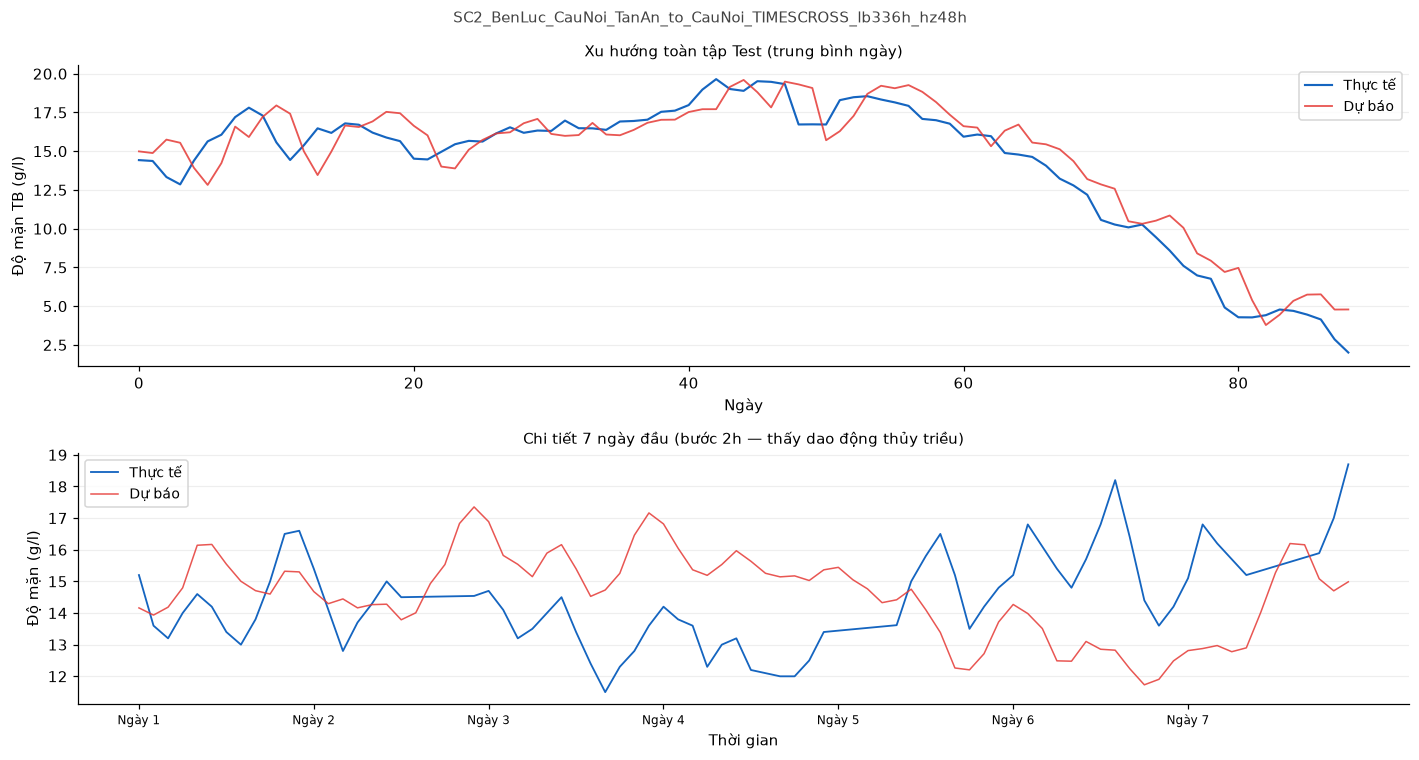 SC2_BenLuc_CauNoi_TanAn_to_CauNoi_TIMESCROSS_lb336h_hz48h
Xu hướng toàn tập Test (trung bình ngày)
Độ mặn TB (g/l)
20.0
17.5
15.0
12.5
10.0
7.5
5.0
2.5
Thực tế
Dự báo
0
20
40
60
80
Ngày
Chi tiết 7 ngày đầu (bước 2h — thấy dao động thủy triều)
Độ mặn (g/l)
19
18
17
16
15
14
13
12
Thực tế
Dự báo
Ngày 1
Ngày 2
Ngày 3
Ngày 4
Ngày 5
Ngày 6
Ngày 7
Thời gian